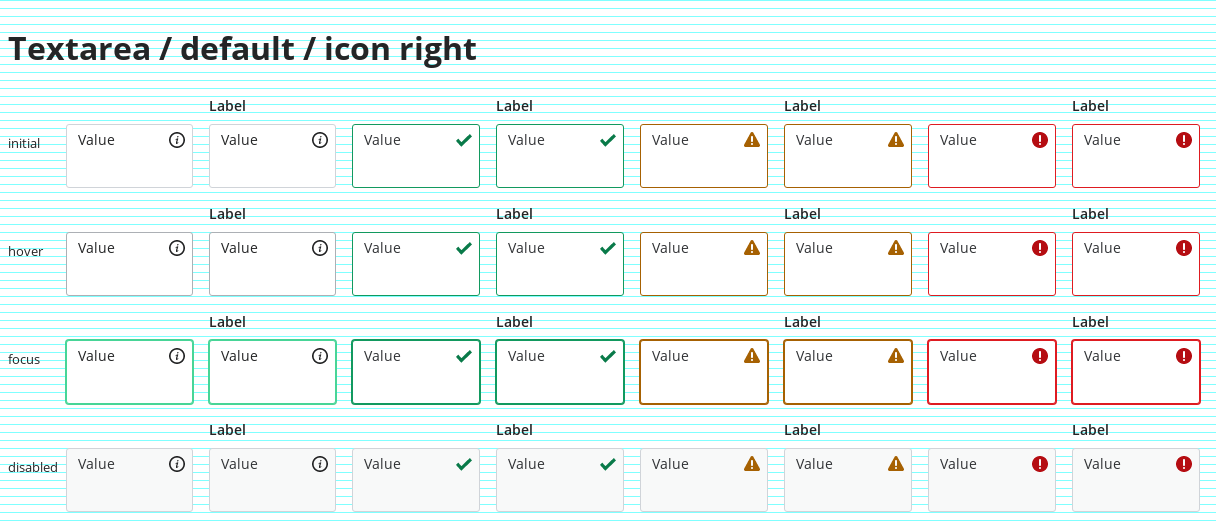 Textarea / default / icon right
Label Label Label Label
initial Value Value Value Value Value Value Value Value
Label Label Label Label
hover Value Value Value Value Value Value Value Value
Label Label Label Label
focus Value Value Value Value Value Value Value Value
Label Label Label Label
disabled Value Value Value Value Value Value Value Value